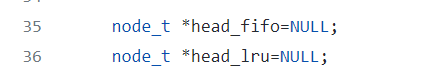 35 node_t *head_fifo=NULL;
36 node_t *head_lru=NULL;